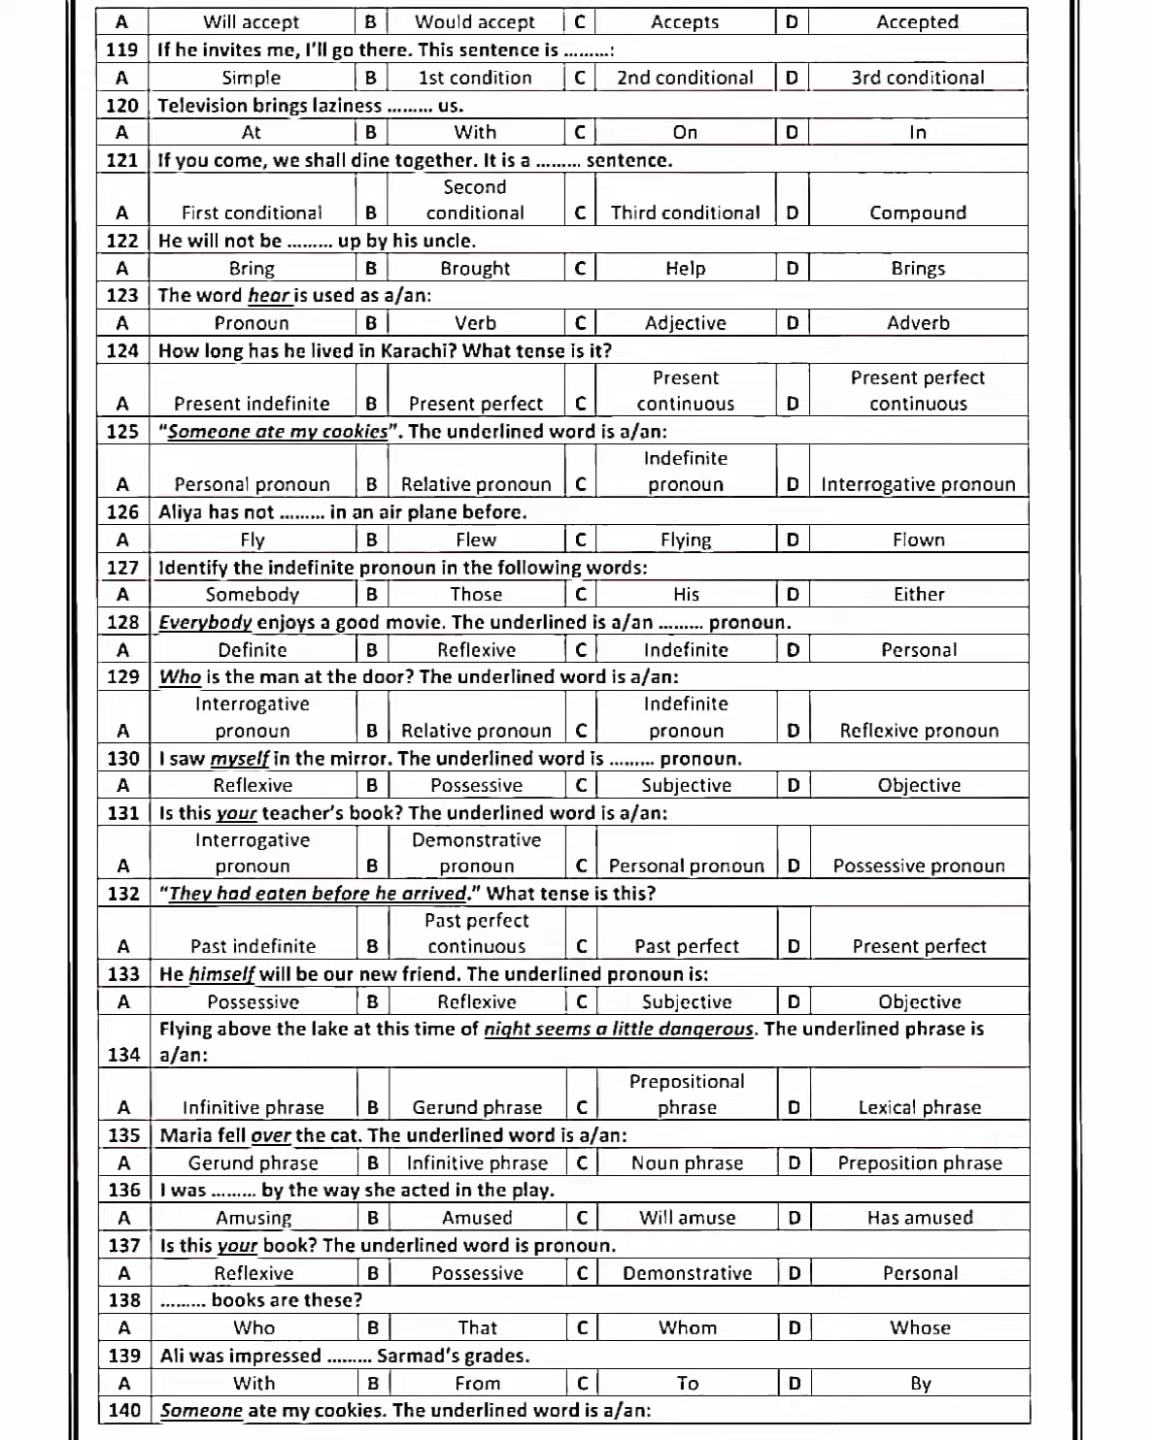 A Will accept B Would accept C Accepts D Accepted
119 If he invites me, I'll go there. This sentence is .........:
A Simple B 1st condition C 2nd conditional D 3rd conditional
120 Television brings laziness ......... us.
A At B With C On D In
121 If you come, we shall dine together. It is a ......... sentence.
Second
A First conditional B conditional C Third conditional D Compound
122 He will not be ......... up by his uncle.
A Bring B Brought C Help D Brings
123 The word hear is used as a/an:
A Pronoun B Verb C Adjective D Adverb
124 How long has he lived in Karachi? What tense is it?
Present Present perfect
A Present indefinite B Present perfect C continuous D continuous
125 "Someone ate my cookies". The underlined word is a/an:
Indefinite
A Personal pronoun B Relative pronoun C pronoun D Interrogative pronoun
126 Aliya has not ......... in an air plane before.
A Fly B Flew C Flying D Flown
127 Identify the indefinite pronoun in the following words:
A Somebody B Those C His D Either
128 Everybody enjoys a good movie. The underlined is a/an ......... pronoun.
A Definite B Reflexive C Indefinite D Personal
129 Who is the man at the door? The underlined word is a/an:
Interrogative Indefinite
A pronoun B Relative pronoun C pronoun D Reflexive pronoun
130 I saw myself in the mirror. The underlined word is ......... pronoun.
A Reflexive B Possessive C Subjective D Objective
131 Is this your teacher's book? The underlined word is a/an:
Interrogative Demonstrative
A pronoun B pronoun C Personal pronoun D Possessive pronoun
132 "They had eaten before he arrived." What tense is this?
Past perfect
A Past indefinite B continuous C Past perfect D Present perfect
133 He himself will be our new friend. The underlined pronoun is:
A Possessive B Reflexive C Subjective D Objective
Flying above the lake at this time of night seems a little dangerous. The underlined phrase is
134 a/an:
Prepositional
A Infinitive phrase B Gerund phrase C phrase D Lexical phrase
135 Maria fell over the cat. The underlined word is a/an:
A Gerund phrase B Infinitive phrase C Noun phrase D Preposition phrase
136 I was ......... by the way she acted in the play.
A Amusing B Amused C Will amuse D Has amused
137 Is this your book? The underlined word is pronoun.
A Reflexive B Possessive C Demonstrative D Personal
138 ......... books are these?
A Who B That C Whom D Whose
139 Ali was impressed ......... Sarmad's grades.
A With B From C To D By
140 Someone ate my cookies. The underlined word is a/an: